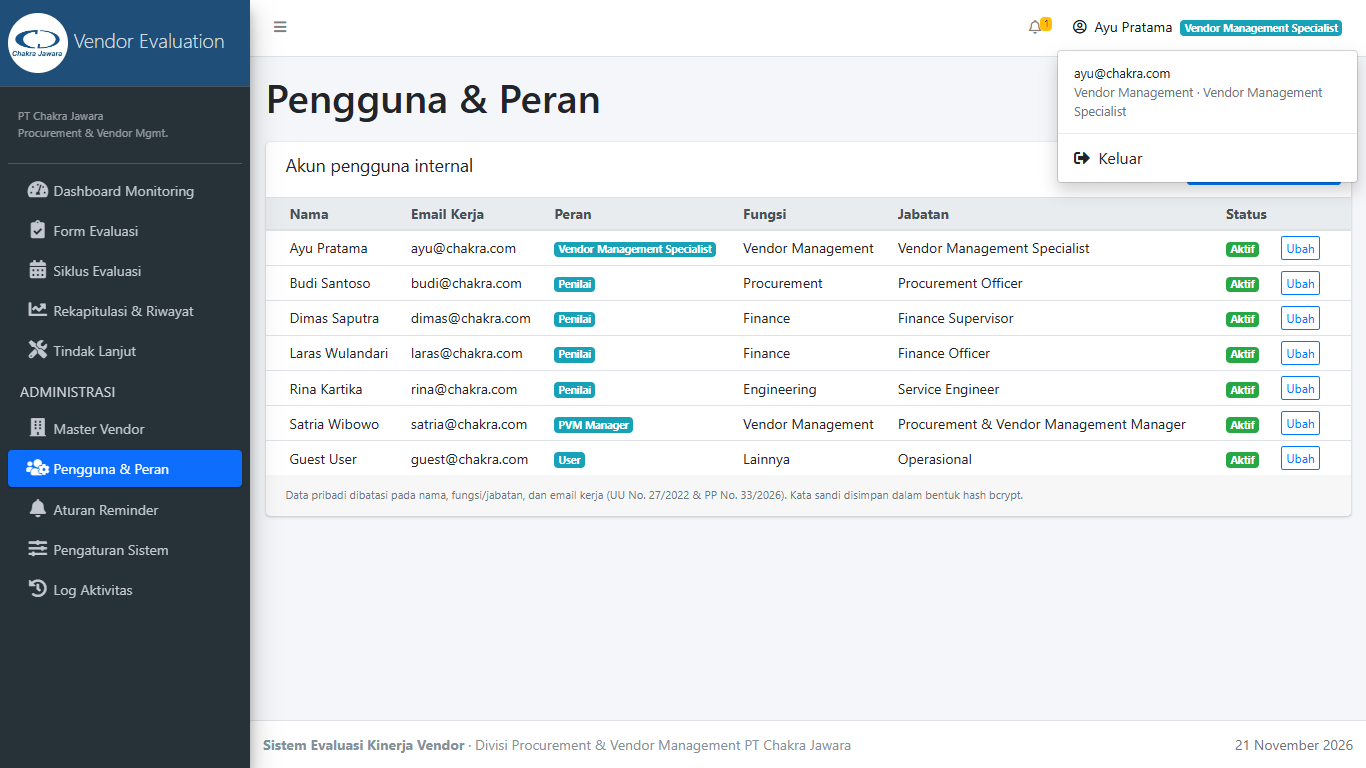 Chakra Jawara
Vendor Evaluation
PT Chakra Jawara
Procurement & Vendor Mgmt.
Dashboard Monitoring
Form Evaluasi
Siklus Evaluasi
Rekapitulasi & Riwayat
Tindak Lanjut
ADMINISTRASI
Master Vendor
Pengguna & Peran
Aturan Reminder
Pengaturan Sistem
Log Aktivitas
1
Ayu Pratama Vendor Management Specialist
ayu@chakra.com
Vendor Management · Vendor Management
Specialist
Keluar
Pengguna & Peran
Akun pengguna internal
Nama Email Kerja Peran Fungsi Jabatan Status
Ayu Pratama ayu@chakra.com Vendor Management Specialist Vendor Management Vendor Management Specialist Aktif Ubah
Budi Santoso budi@chakra.com Penilai Procurement Procurement Officer Aktif Ubah
Dimas Saputra dimas@chakra.com Penilai Finance Finance Supervisor Aktif Ubah
Laras Wulandari laras@chakra.com Penilai Finance Finance Officer Aktif Ubah
Rina Kartika rina@chakra.com Penilai Engineering Service Engineer Aktif Ubah
Satria Wibowo satria@chakra.com PVM Manager Vendor Management Procurement & Vendor Management Manager Aktif Ubah
Guest User guest@chakra.com User Lainnya Operasional Aktif Ubah
Data pribadi dibatasi pada nama, fungsi/jabatan, dan email kerja (UU No. 27/2022 & PP No. 33/2026). Kata sandi disimpan dalam bentuk hash bcrypt.
Sistem Evaluasi Kinerja Vendor · Divisi Procurement & Vendor Management PT Chakra Jawara
21 November 2026